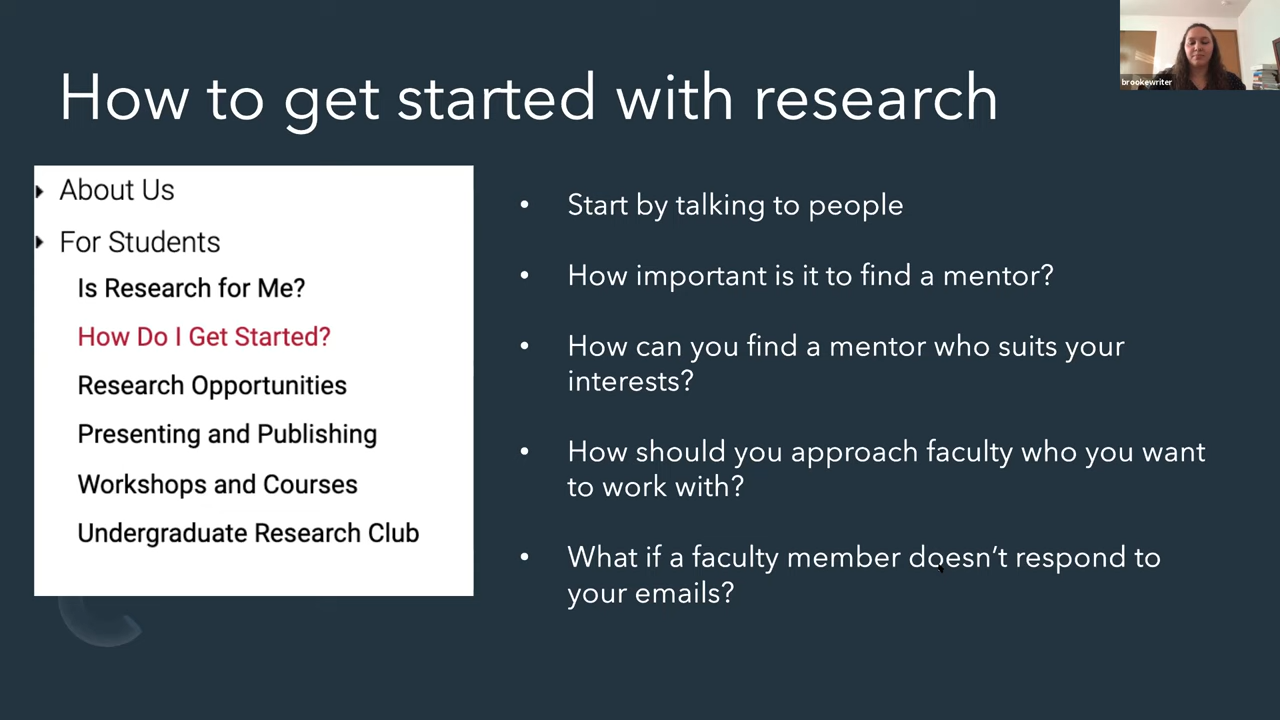 How to get started with research
brookewriter
About Us
For Students
Is Research for Me?
How Do I Get Started?
Research Opportunities
Presenting and Publishing
Workshops and Courses
Undergraduate Research Club
• Start by talking to people
• How important is it to find a mentor?
• How can you find a mentor who suits your
interests?
• How should you approach faculty who you want
to work with?
• What if a faculty member doesn’t respond to
your emails?